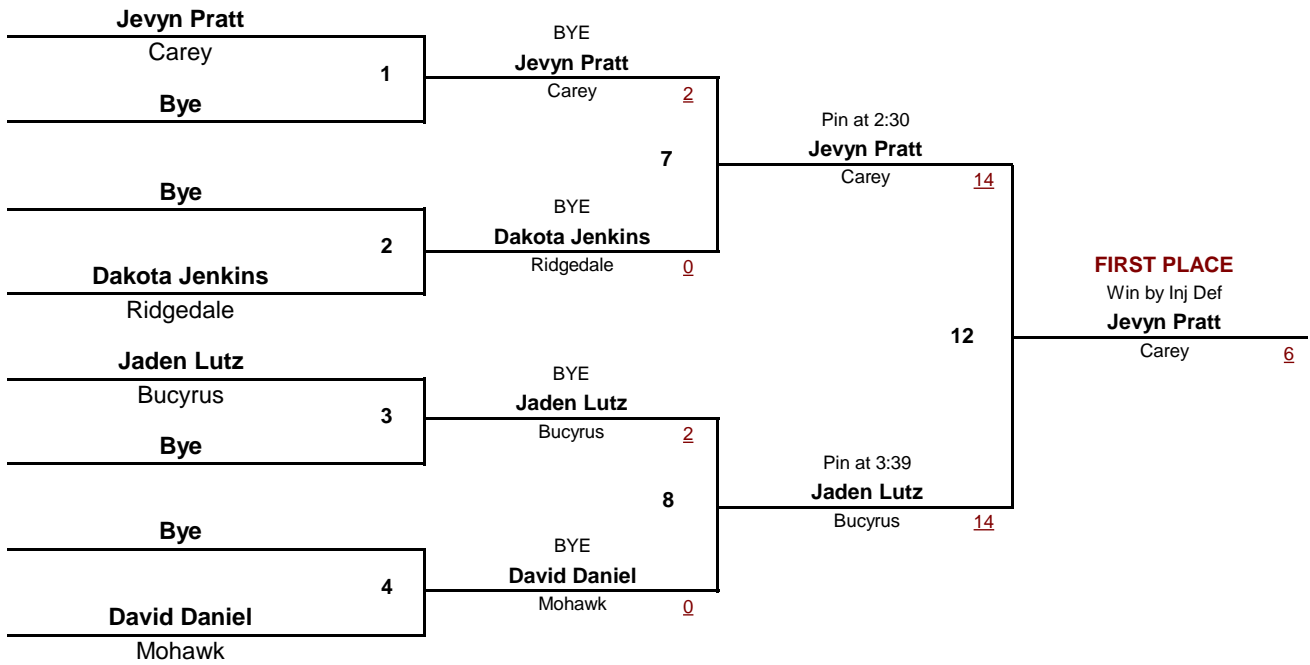 Jevyn Pratt
Carey
1
Bye
Bye
2
Dakota Jenkins
Ridgedale
Jaden Lutz
Bucyrus
3
Bye
Bye
4
David Daniel
Mohawk
BYE
Jevyn Pratt
Carey
2
7
BYE
Dakota Jenkins
Ridgedale
0
BYE
Jaden Lutz
Bucyrus
2
8
BYE
David Daniel
Mohawk
0
Pin at 2:30
Jevyn Pratt
Carey
14
12
Pin at 3:39
Jaden Lutz
Bucyrus
14
FIRST PLACE
Win by Inj Def
Jevyn Pratt
Carey
6